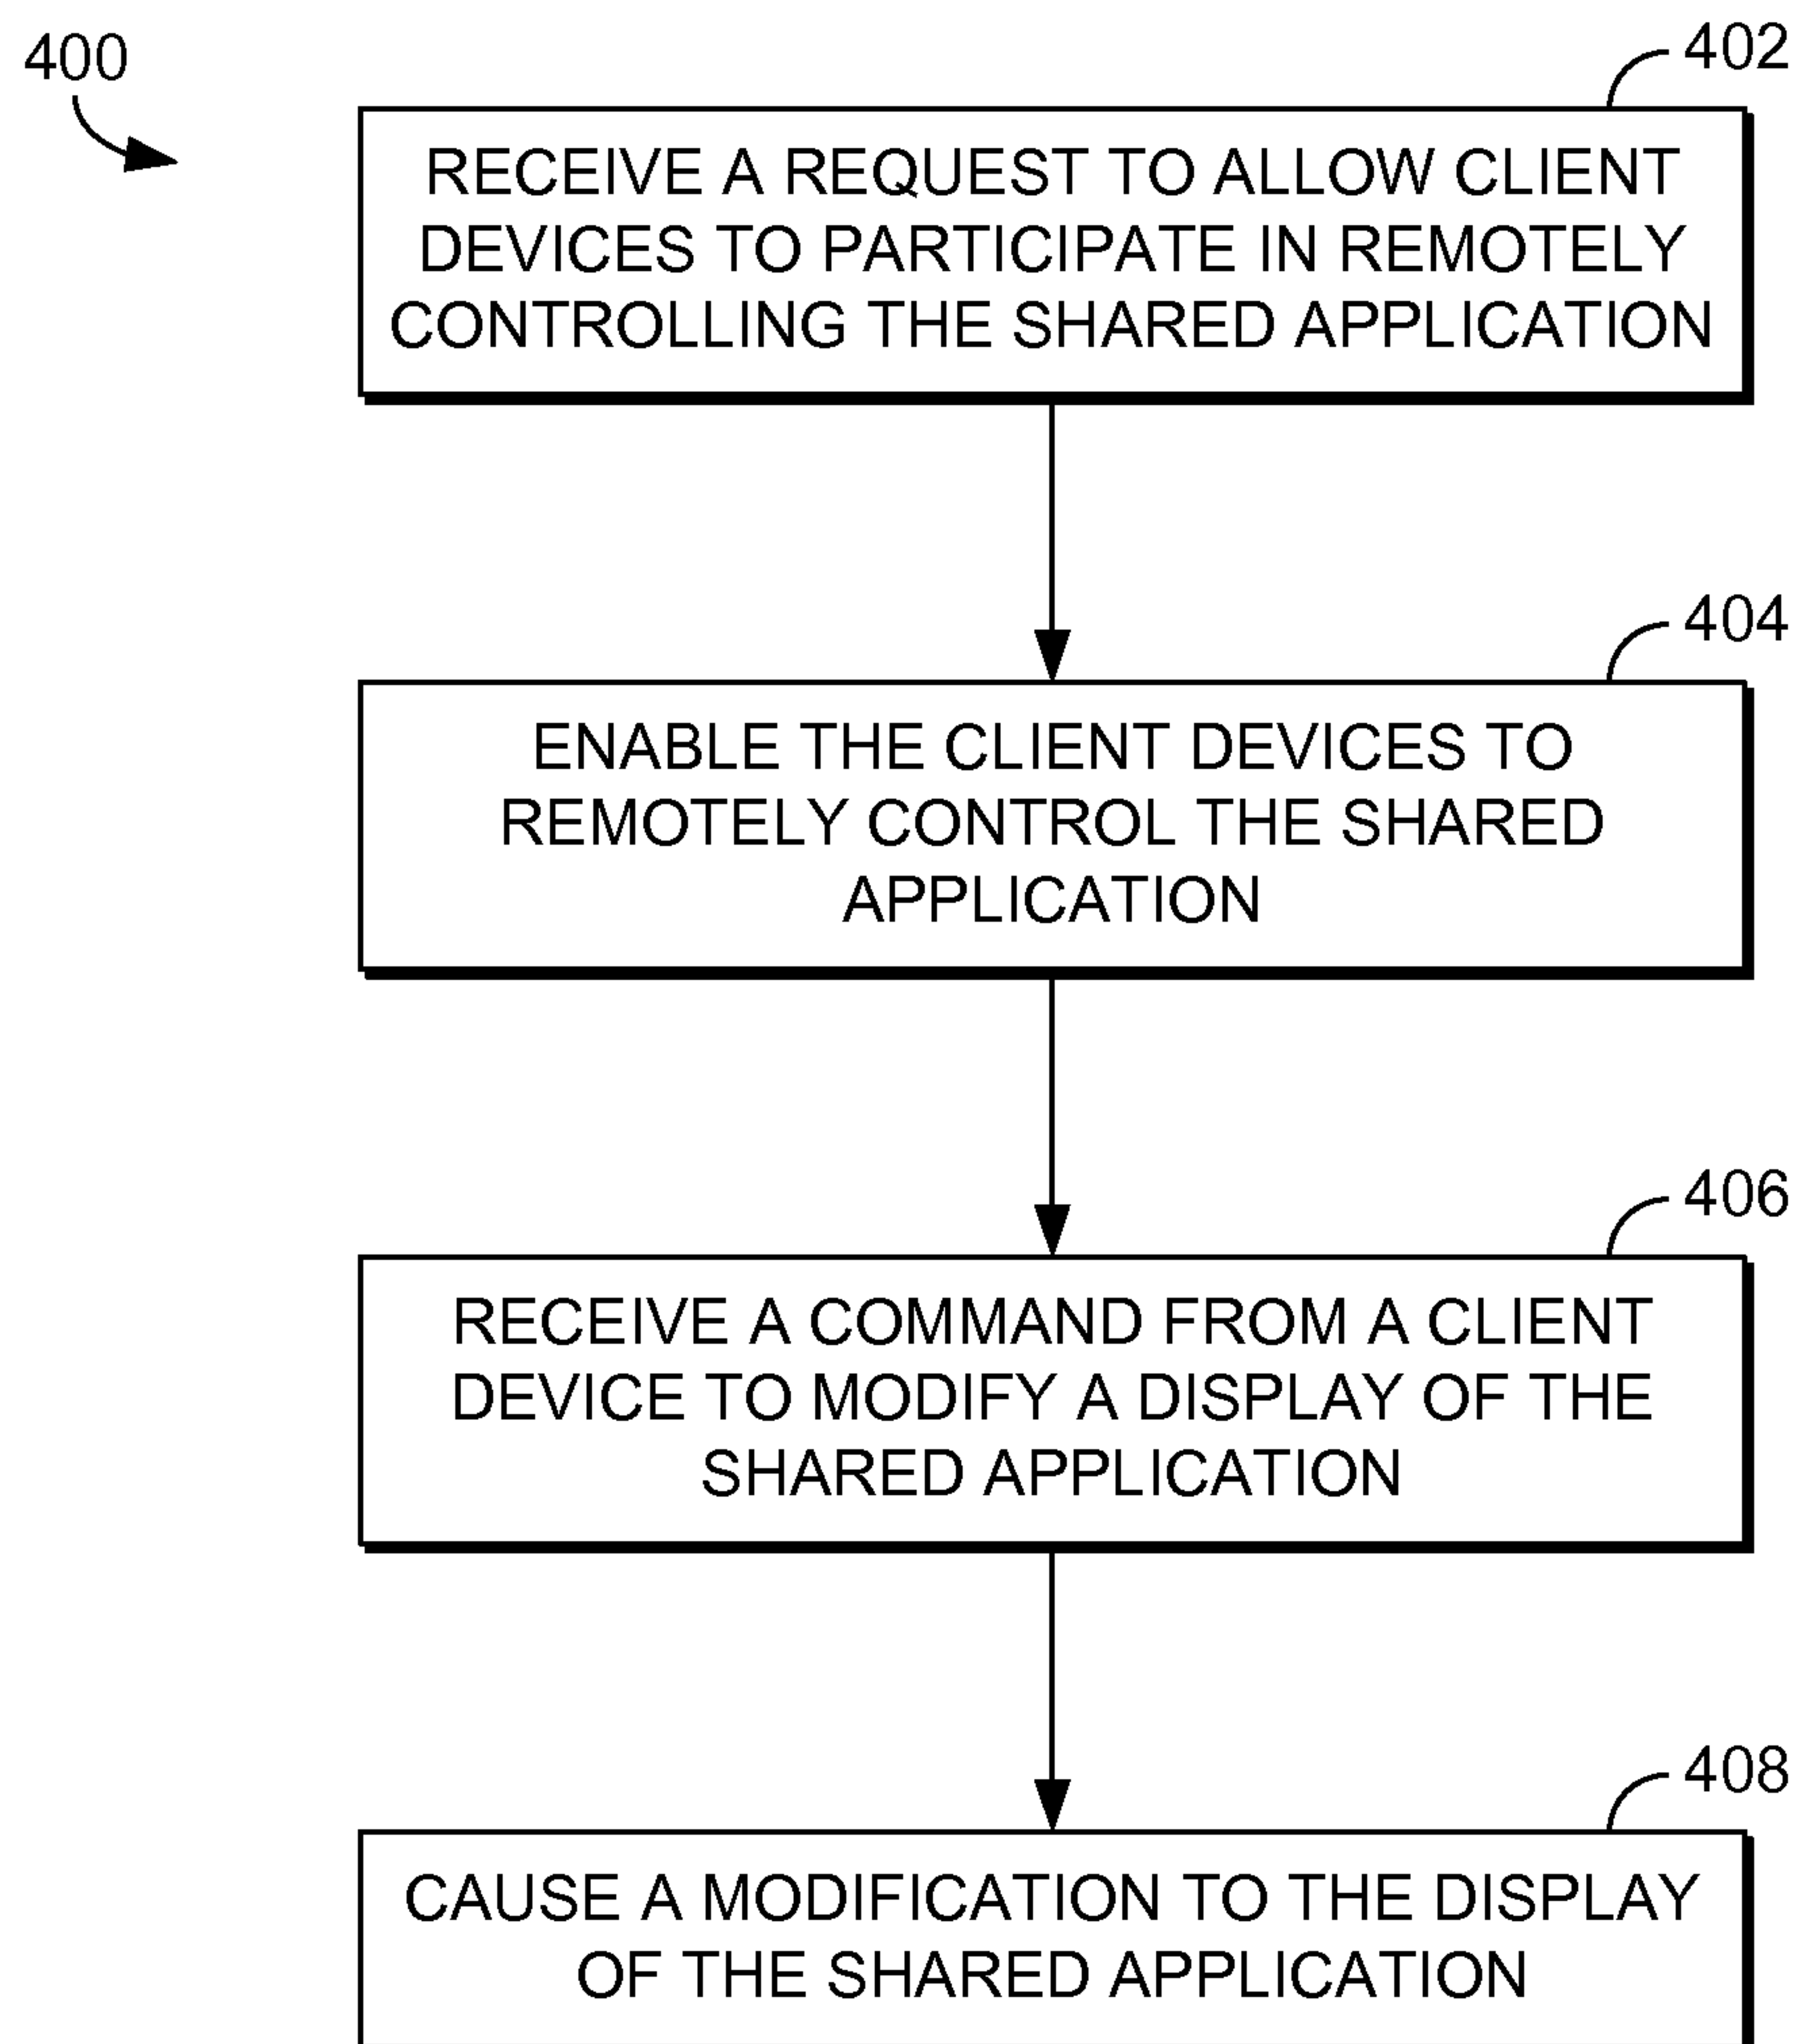 400
402
RECEIVE A REQUEST TO ALLOW CLIENT
DEVICES TO PARTICIPATE IN REMOTELY
CONTROLLING THE SHARED APPLICATION
404
ENABLE THE CLIENT DEVICES TO
REMOTELY CONTROL THE SHARED
APPLICATION
406
RECEIVE A COMMAND FROM A CLIENT
DEVICE TO MODIFY A DISPLAY OF THE
SHARED APPLICATION
408
CAUSE A MODIFICATION TO THE DISPLAY
OF THE SHARED APPLICATION